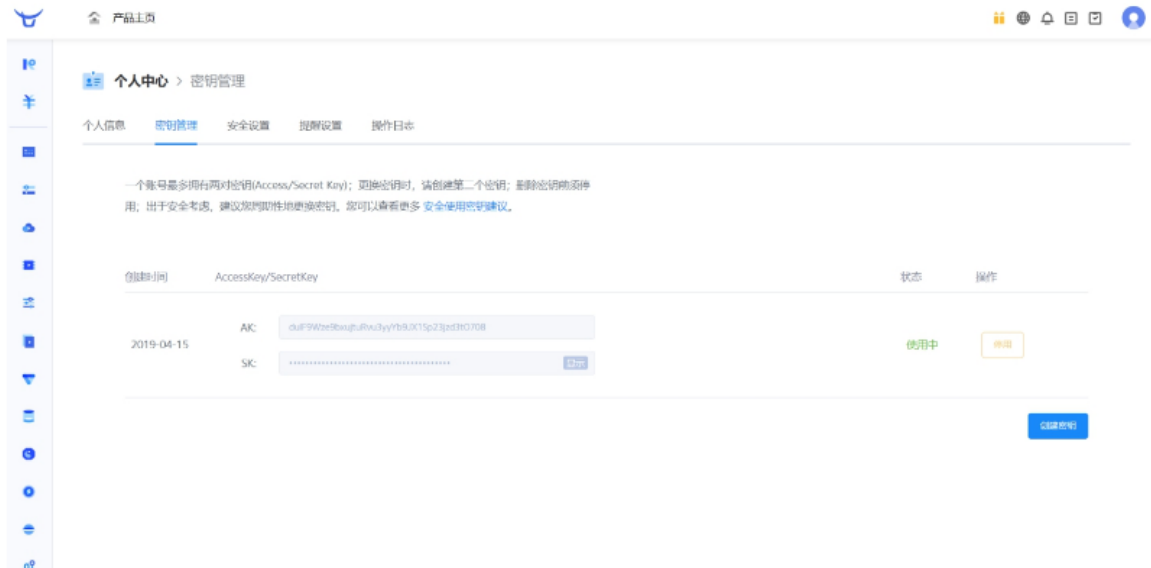 产品主页
个人中心 > 密钥管理
个人信息 密钥管理 安全设置 提醒设置 操作日志
一个账号最多拥有两对密钥(Access/Secret Key)；更换密钥时，请创建第二个密钥；删除密钥前须停
用；出于安全考虑，建议您周期性地更换密钥。您可以查看更多 安全使用密钥建议。
创建时间 AccessKey/SecretKey 状态 操作
AK:
2019-04-15 使用中 停用
SK: 显示
创建密钥